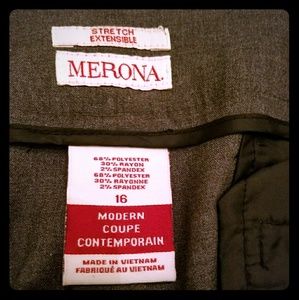 STRETCH
EXTENSIBLE
MERONA.
68% POLYESTER
30% RAYON
2% SPANDEX
68% POLYESTER
30% RAYONNE
2% SPANDEX
16
MODERN
COUPE
CONTEMPORAIN
MADE IN VIETNAM
FABRIQUÉ AU VIETNAM